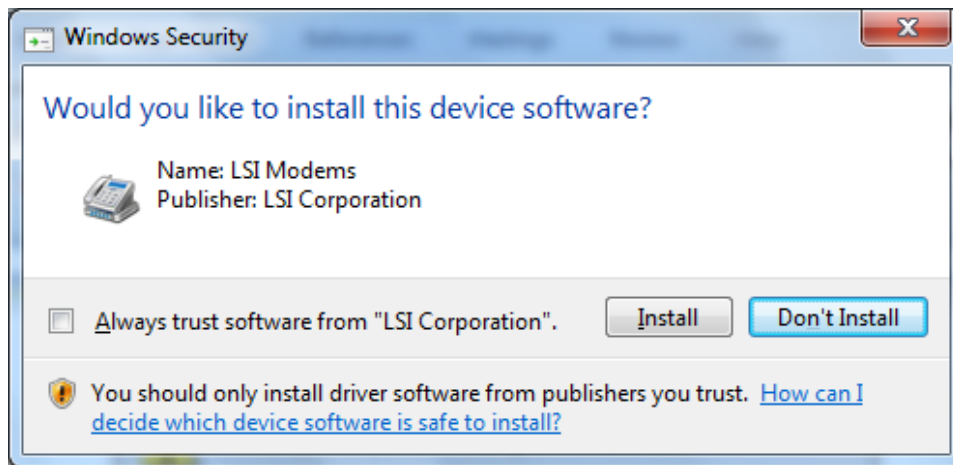 Windows Security
Would you like to install this device software?
Name: LSI Modems
Publisher: LSI Corporation
Always trust software from "LSI Corporation".
Install
Don't Install
You should only install driver software from publishers you trust. How can I
decide which device software is safe to install?